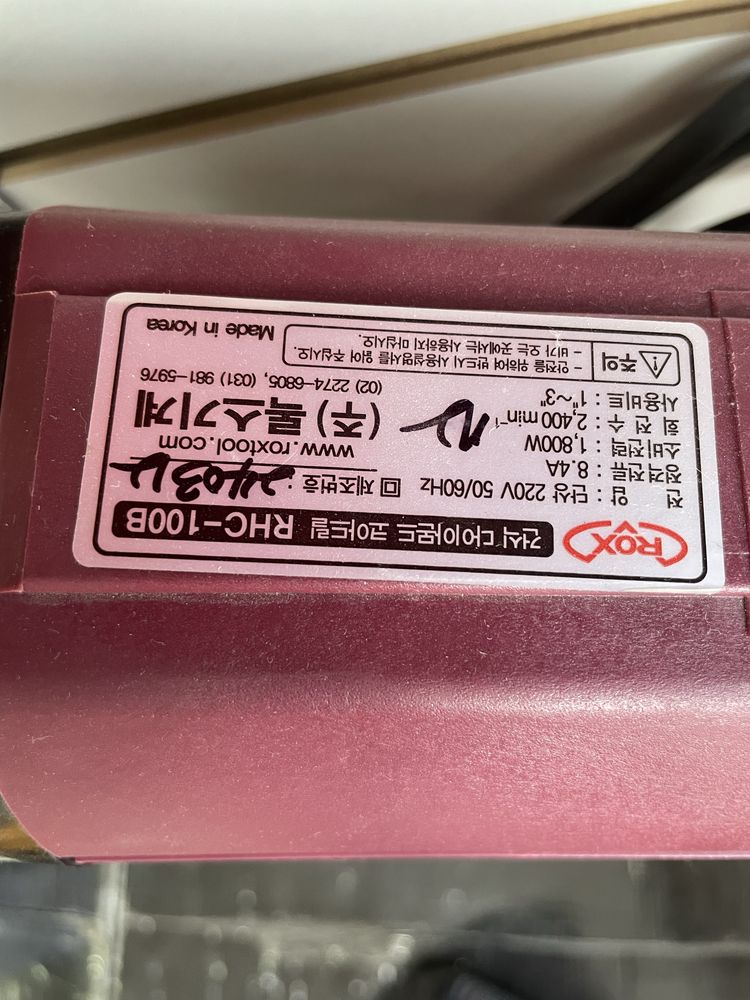 ROX 건식 다이아몬드 코어드릴 RHC-100B
전 압 : 단상 220V 50/60Hz
정격전류 : 8.4A
소비전력 : 1,800W
회 전 수 : 2,400min⁻¹
사용비트 : 1"~3"
제조번호 :
www.roxtool.com
(주)록스기계
(02) 2274-6805, (031) 981-5976
주의
- 안전을 위하여 반드시 사용설명서를 읽어 주십시오.
- 비가 오는 곳에서는 사용하지 마십시오.
Made in Korea